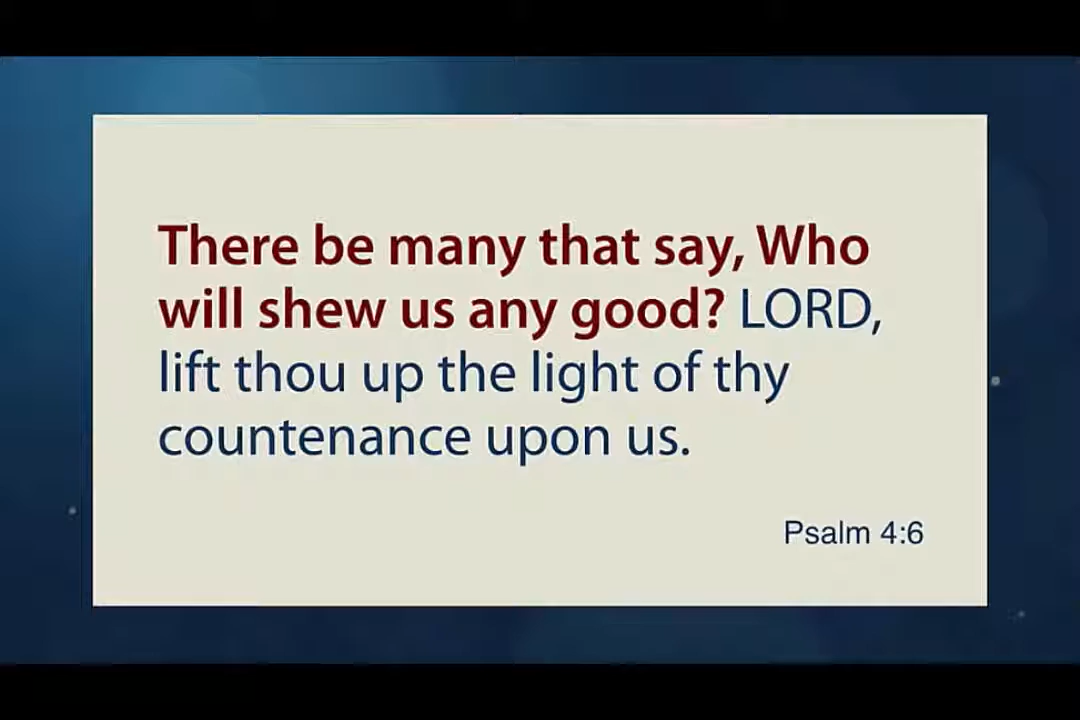 There be many that say, Who
will shew us any good? LORD,
lift thou up the light of thy
countenance upon us.
Psalm 4:6